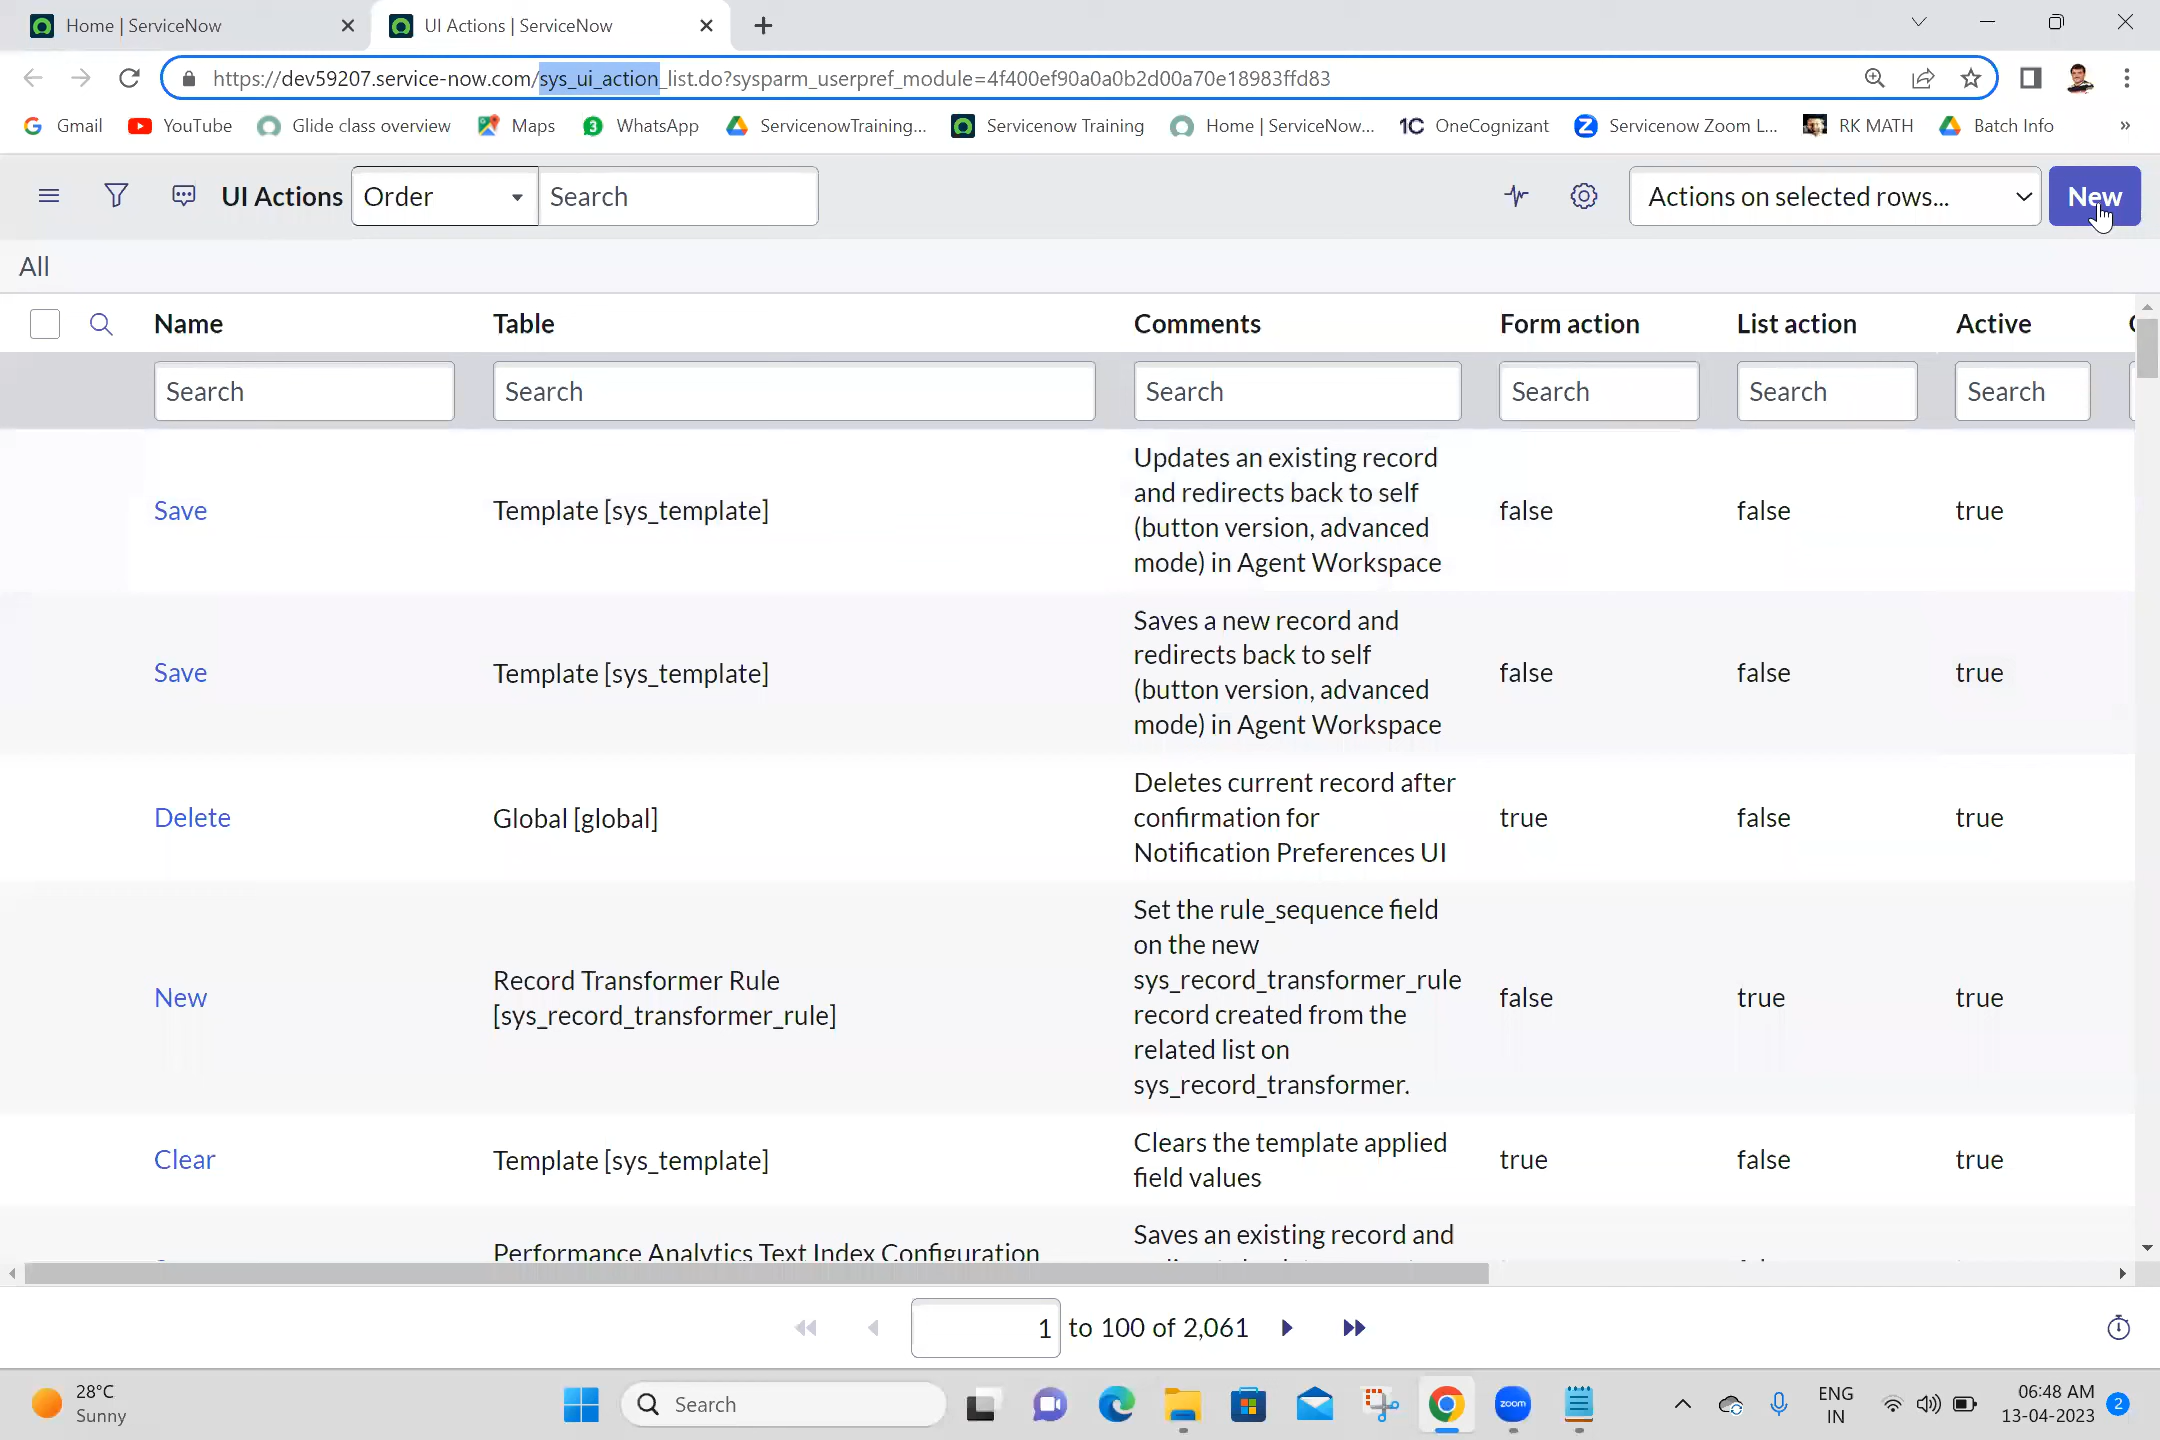 Home | ServiceNow
UI Actions | ServiceNow
https://dev59207.service-now.com/sys_ui_action_list.do?sysparm_userpref_module=4f400ef90a0a0b2d00a70e18983ffd83
Gmail YouTube Glide class overview Maps 3 WhatsApp ServicenowTraining... Servicenow Training Home | ServiceNow... 1C OneCognizant Z Servicenow Zoom L... RK MATH Batch Info »
UI Actions Order Search Actions on selected rows... New
All
Name Table Comments Form action List action Active
Search Search Search Search Search Search
Updates an existing record
and redirects back to self
Save Template [sys_template] false false true
(button version, advanced
mode) in Agent Workspace
Saves a new record and
redirects back to self
Save Template [sys_template] false false true
(button version, advanced
mode) in Agent Workspace
Deletes current record after
Delete Global [global] confirmation for true false true
Notification Preferences UI
Set the rule_sequence field
on the new
Record Transformer Rule
[sys_record_transformer_rule]
sys_record_transformer_rule
New false true true
record created from the
related list on
sys_record_transformer.
Clears the template applied
Clear Template [sys_template] true false true
field values
Saves an existing record and
Performance Analytics Text Index Configuration
1 to 100 of 2,061
28°C
Sunny
Search
zoom
ENG
IN
06:48 AM
13-04-2023
2